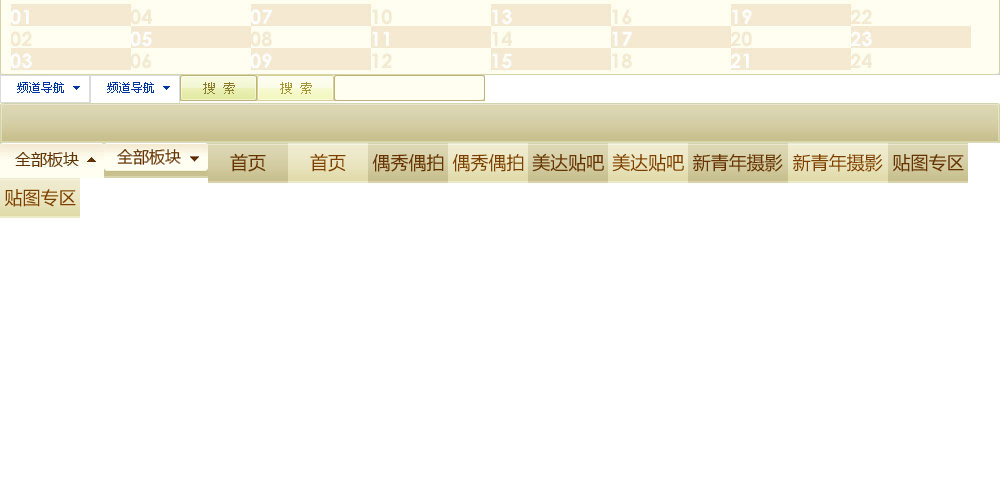 01 04 07 10 13 16 19 22
02 05 08 11 14 17 20 23
03 06 09 12 15 18 21 24
频道导航 频道导航 搜 索 搜 索
全部板块 全部板块 首页 首页 偶秀偶拍 偶秀偶拍 美达贴吧 美达贴吧 新青年摄影 新青年摄影 贴图专区
贴图专区